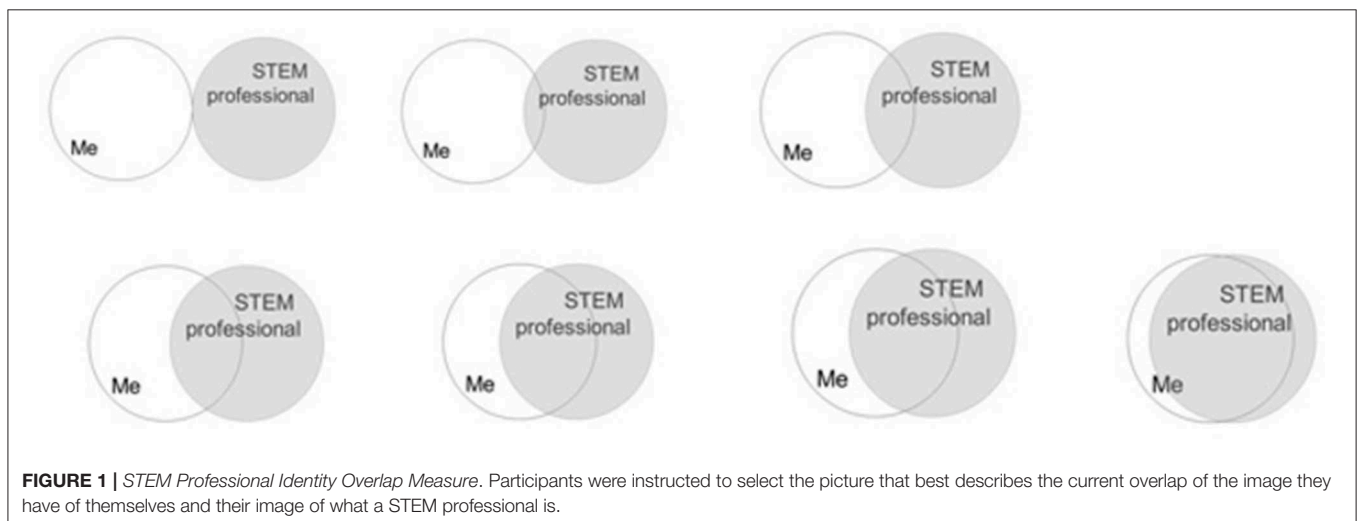 STEM
professional
Me
STEM
professional
Me
STEM
professional
Me
STEM
professional
Me
STEM
professional
Me
STEM
professional
Me
STEM
professional
Me
FIGURE 1 | STEM Professional Identity Overlap Measure. Participants were instructed to select the picture that best describes the current overlap of the image they
have of themselves and their image of what a STEM professional is.